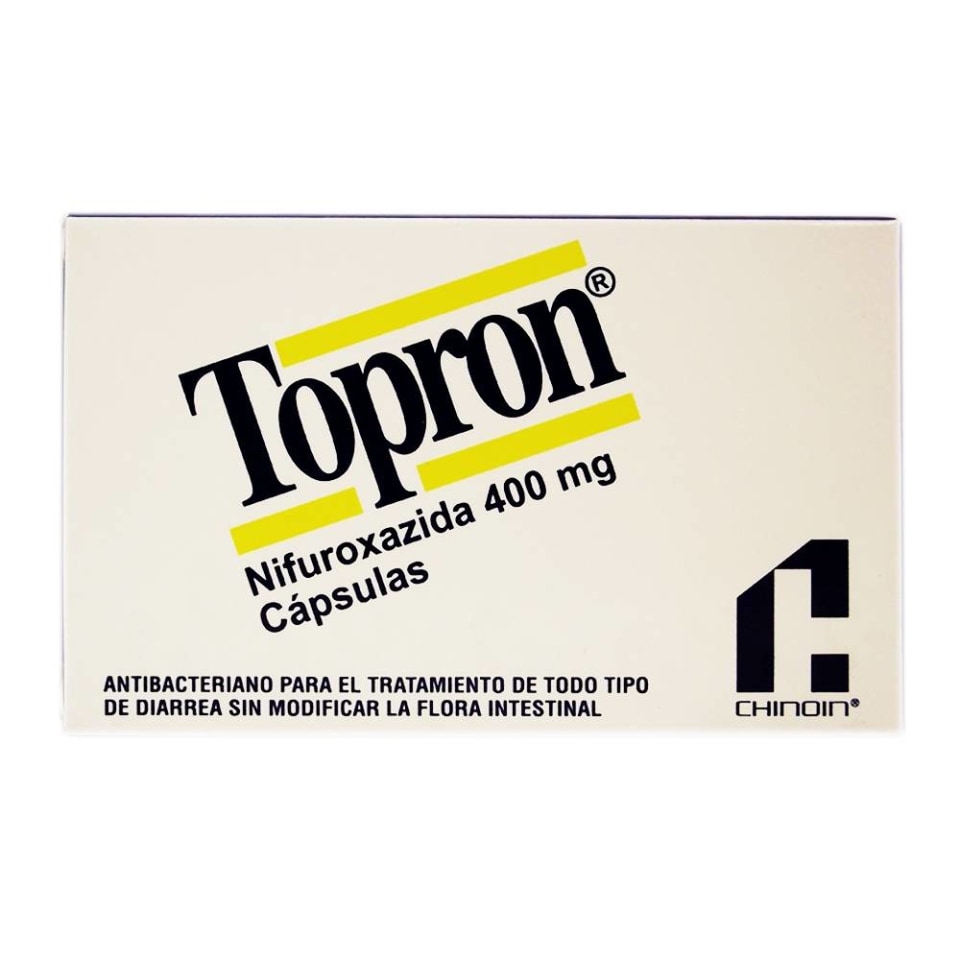 Topron®
Nifuroxazida 400 mg
Cápsulas
ANTIBACTERIANO PARA EL TRATAMIENTO DE TODO TIPO
DE DIARREA SIN MODIFICAR LA FLORA INTESTINAL
CHINOIN®